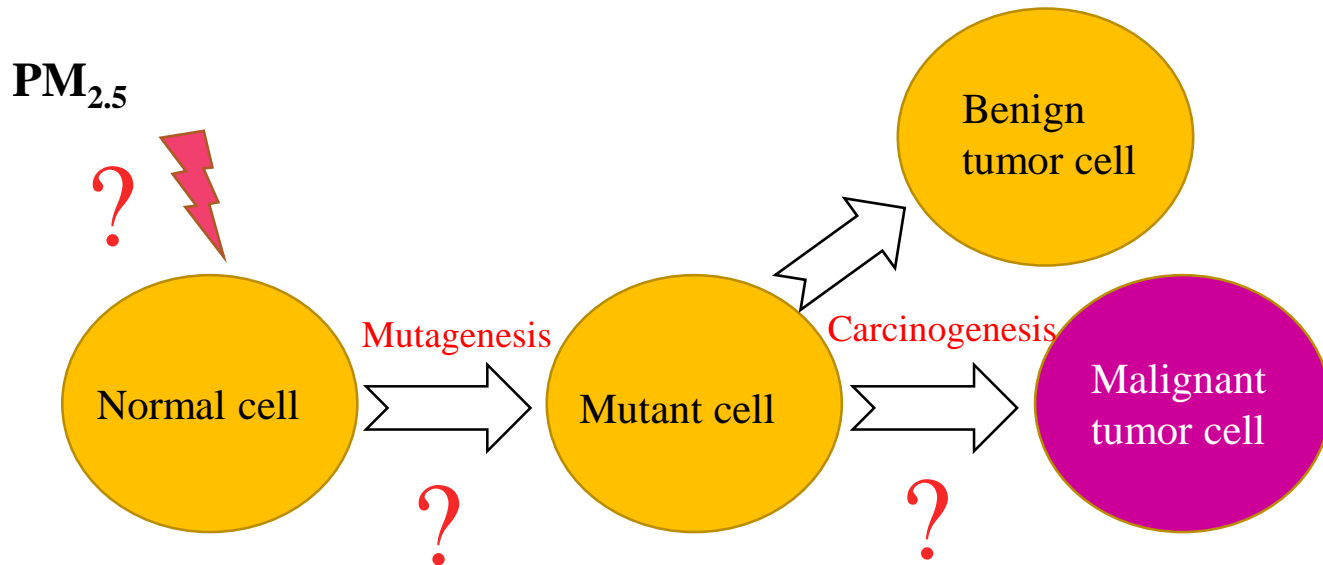 PM2.5
?
Benign
tumor cell
Mutagenesis
Carcinogenesis
Normal cell
Mutant cell
Malignant
tumor cell
?
?